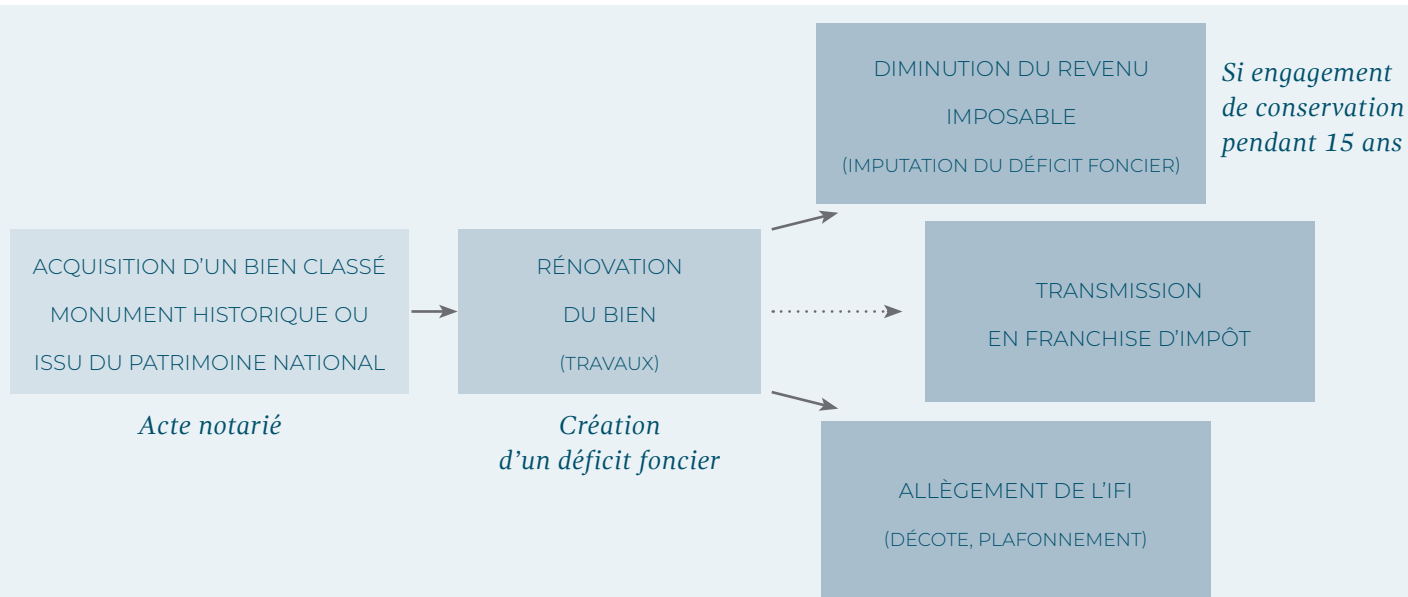 ACQUISITION D'UN BIEN CLASSÉ
MONUMENT HISTORIQUE OU
ISSU DU PATRIMOINE NATIONAL
Acte notarié
RÉNOVATION
DU BIEN
(TRAVAUX)
Création
d'un déficit foncier
DIMINUTION DU REVENU
IMPOSABLE
(IMPUTATION DU DÉFICIT FONCIER)
Si engagement
de conservation
pendant 15 ans
TRANSMISSION
EN FRANCHISE D'IMPÔT
ALLÈGEMENT DE L'IFI
(DÉCOTE, PLAFONNEMENT)